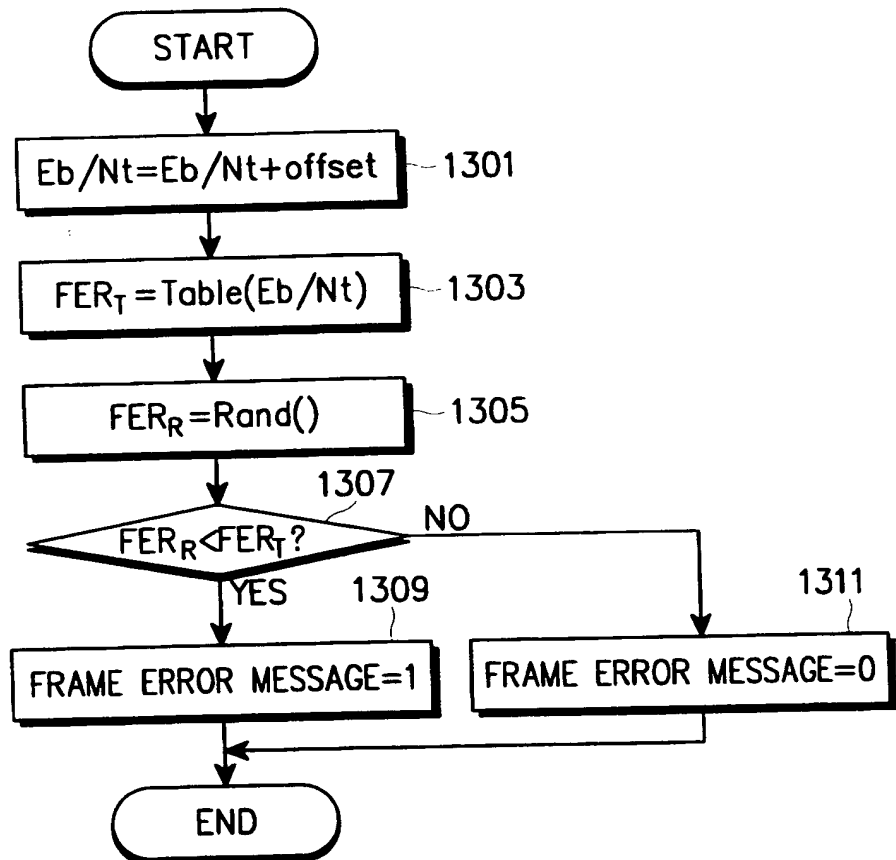 START
Eb/Nt=Eb/Nt+offset
1301
FER_T=Table(Eb/Nt)
1303
FER_R=Rand()
1305
1307
FER_R<FER_T?
NO
YES
1309
1311
FRAME ERROR MESSAGE=1
FRAME ERROR MESSAGE=0
END